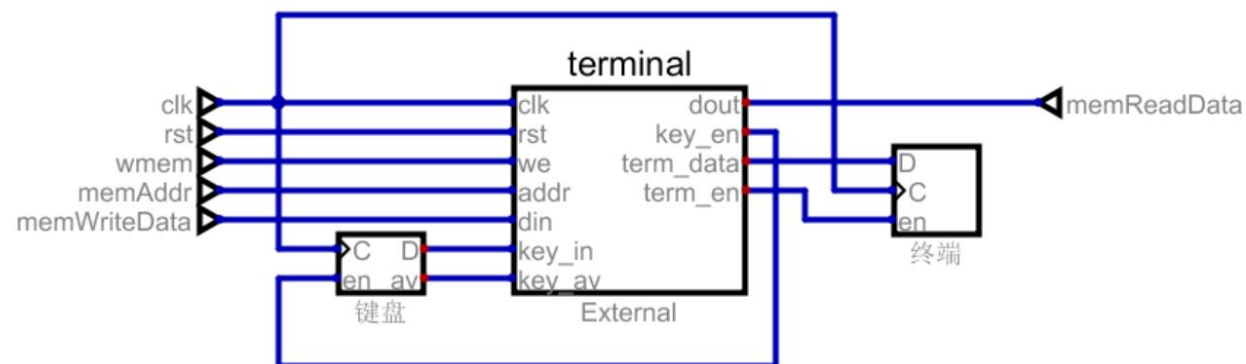 terminal
clk
rst
wmem
memAddr
memWriteData
clk
rst
we
addr
din
key_in
key_av
dout
key_en
term_data
term_en
External
C
D
en
av
键盘
D
C
en
终端
memReadData